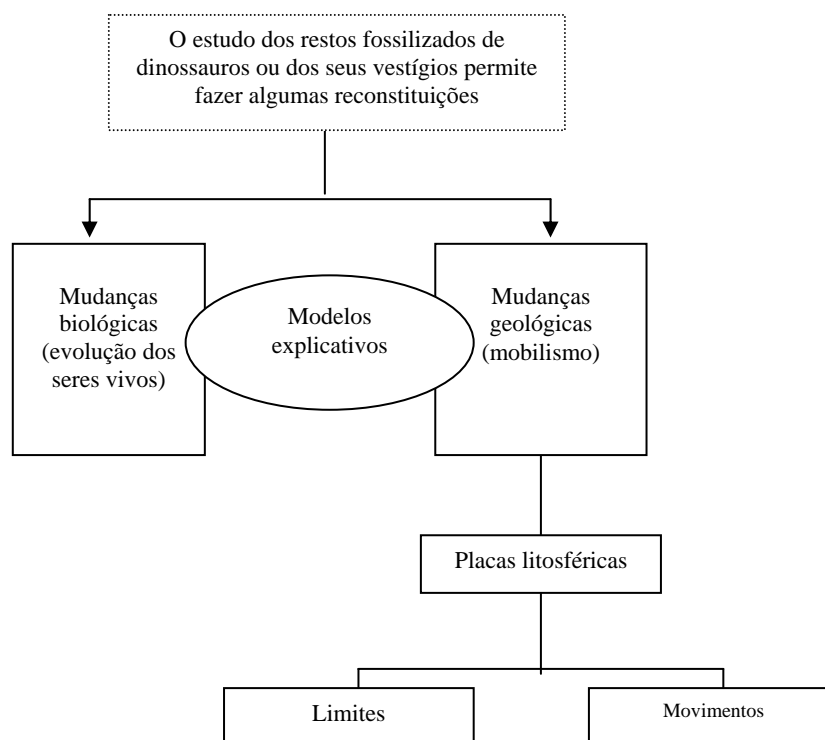 O estudo dos restos fossilizados de
dinossauros ou dos seus vestígios permite
fazer algumas reconstituições
Mudanças
biológicas
(evolução dos
seres vivos)
Modelos
explicativos
Mudanças
geológicas
(mobilismo)
Placas litosféricas
Limites
Movimentos